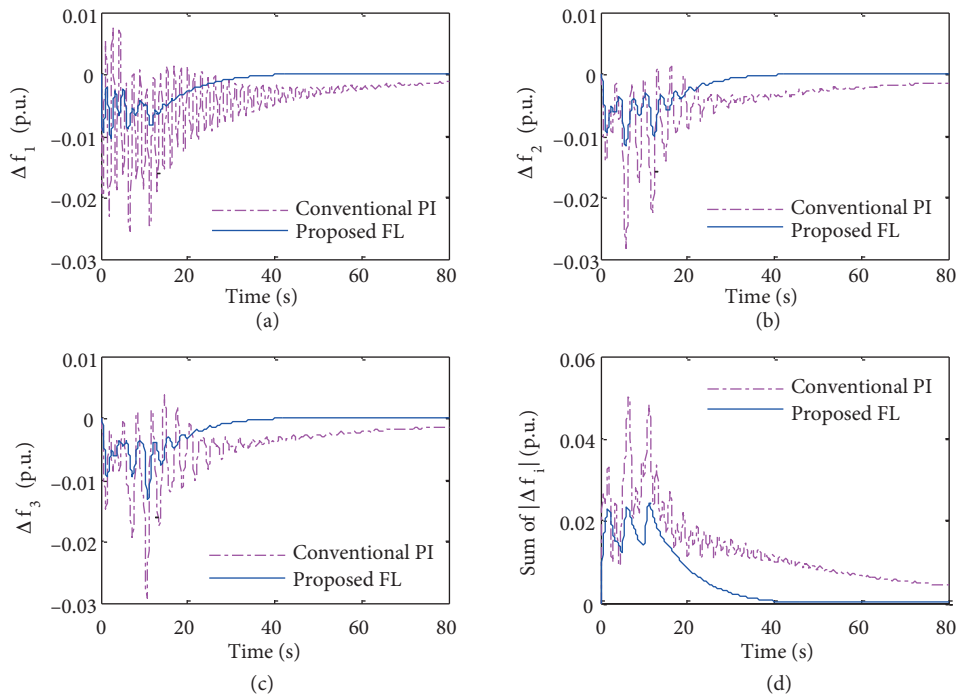 0.01
0
−0.01
−0.02
−0.03
Δ f1 (p.u.)
Conventional PI
Proposed FL
0 20 40 60 80
Time (s)
(a)
0.01
0
−0.01
−0.02
−0.03
Δ f2 (p.u.)
Conventional PI
Proposed FL
0 20 40 60 80
Time (s)
(b)
0.01
0
−0.01
−0.02
−0.03
Δ f3 (p.u.)
Conventional PI
Proposed FL
0 20 40 60 80
Time (s)
(c)
0.06
0.04
0.02
0
Sum of |Δ fi| (p.u.)
Conventional PI
Proposed FL
0 20 40 60 80
Time (s)
(d)